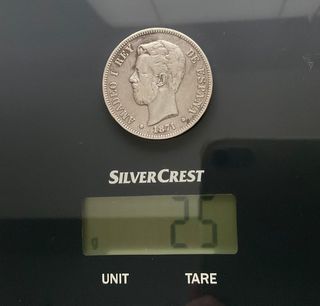 AMADEO I REY DE ESPAÑA
1871
SILVERCREST
g 25
UNIT TARE